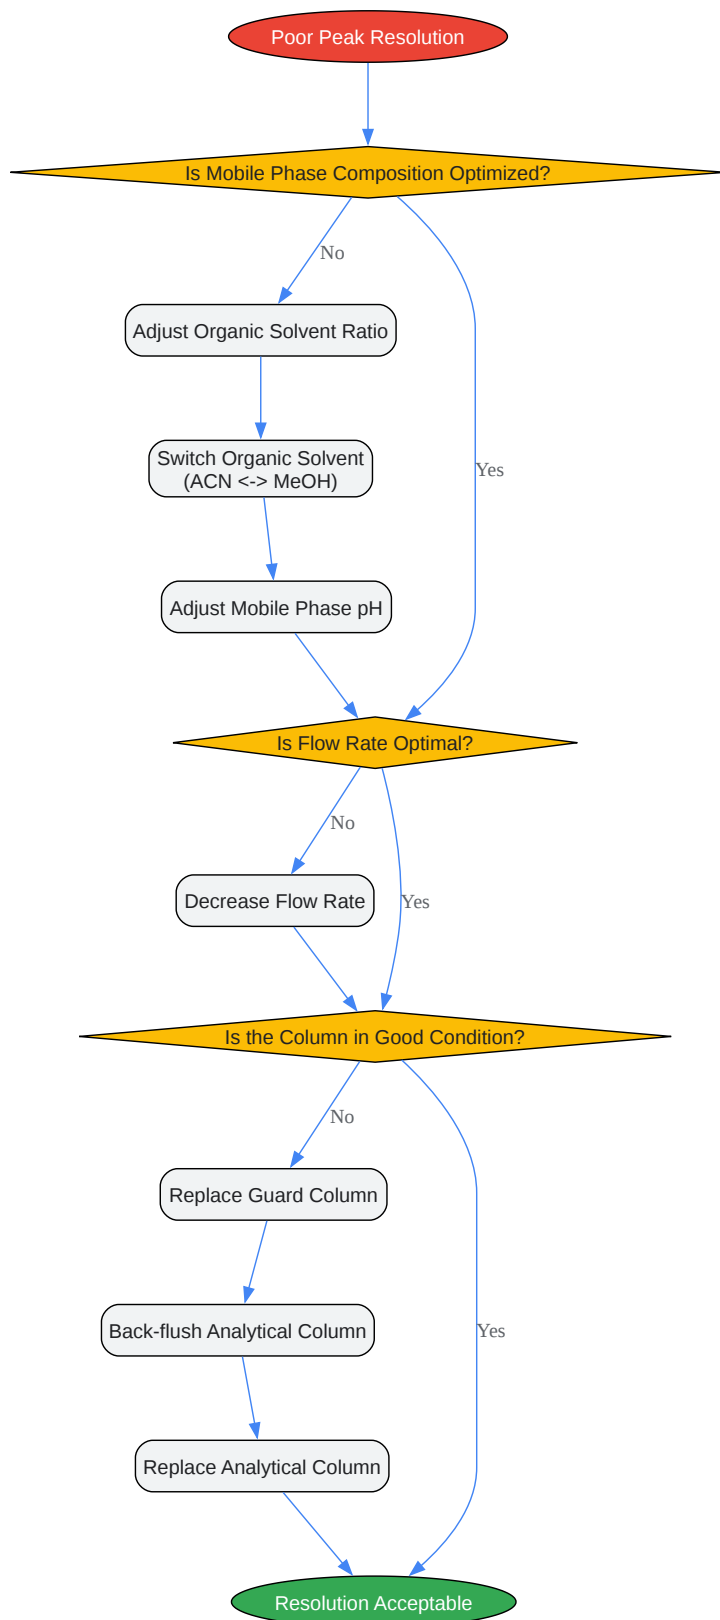 Poor Peak Resolution
Is Mobile Phase Composition Optimized?
No
Adjust Organic Solvent Ratio
Switch Organic Solvent
(ACN <-> MeOH)
Yes
Adjust Mobile Phase pH
Is Flow Rate Optimal?
No
Decrease Flow Rate
Yes
Is the Column in Good Condition?
No
Replace Guard Column
Back-flush Analytical Column
Yes
Replace Analytical Column
Resolution Acceptable